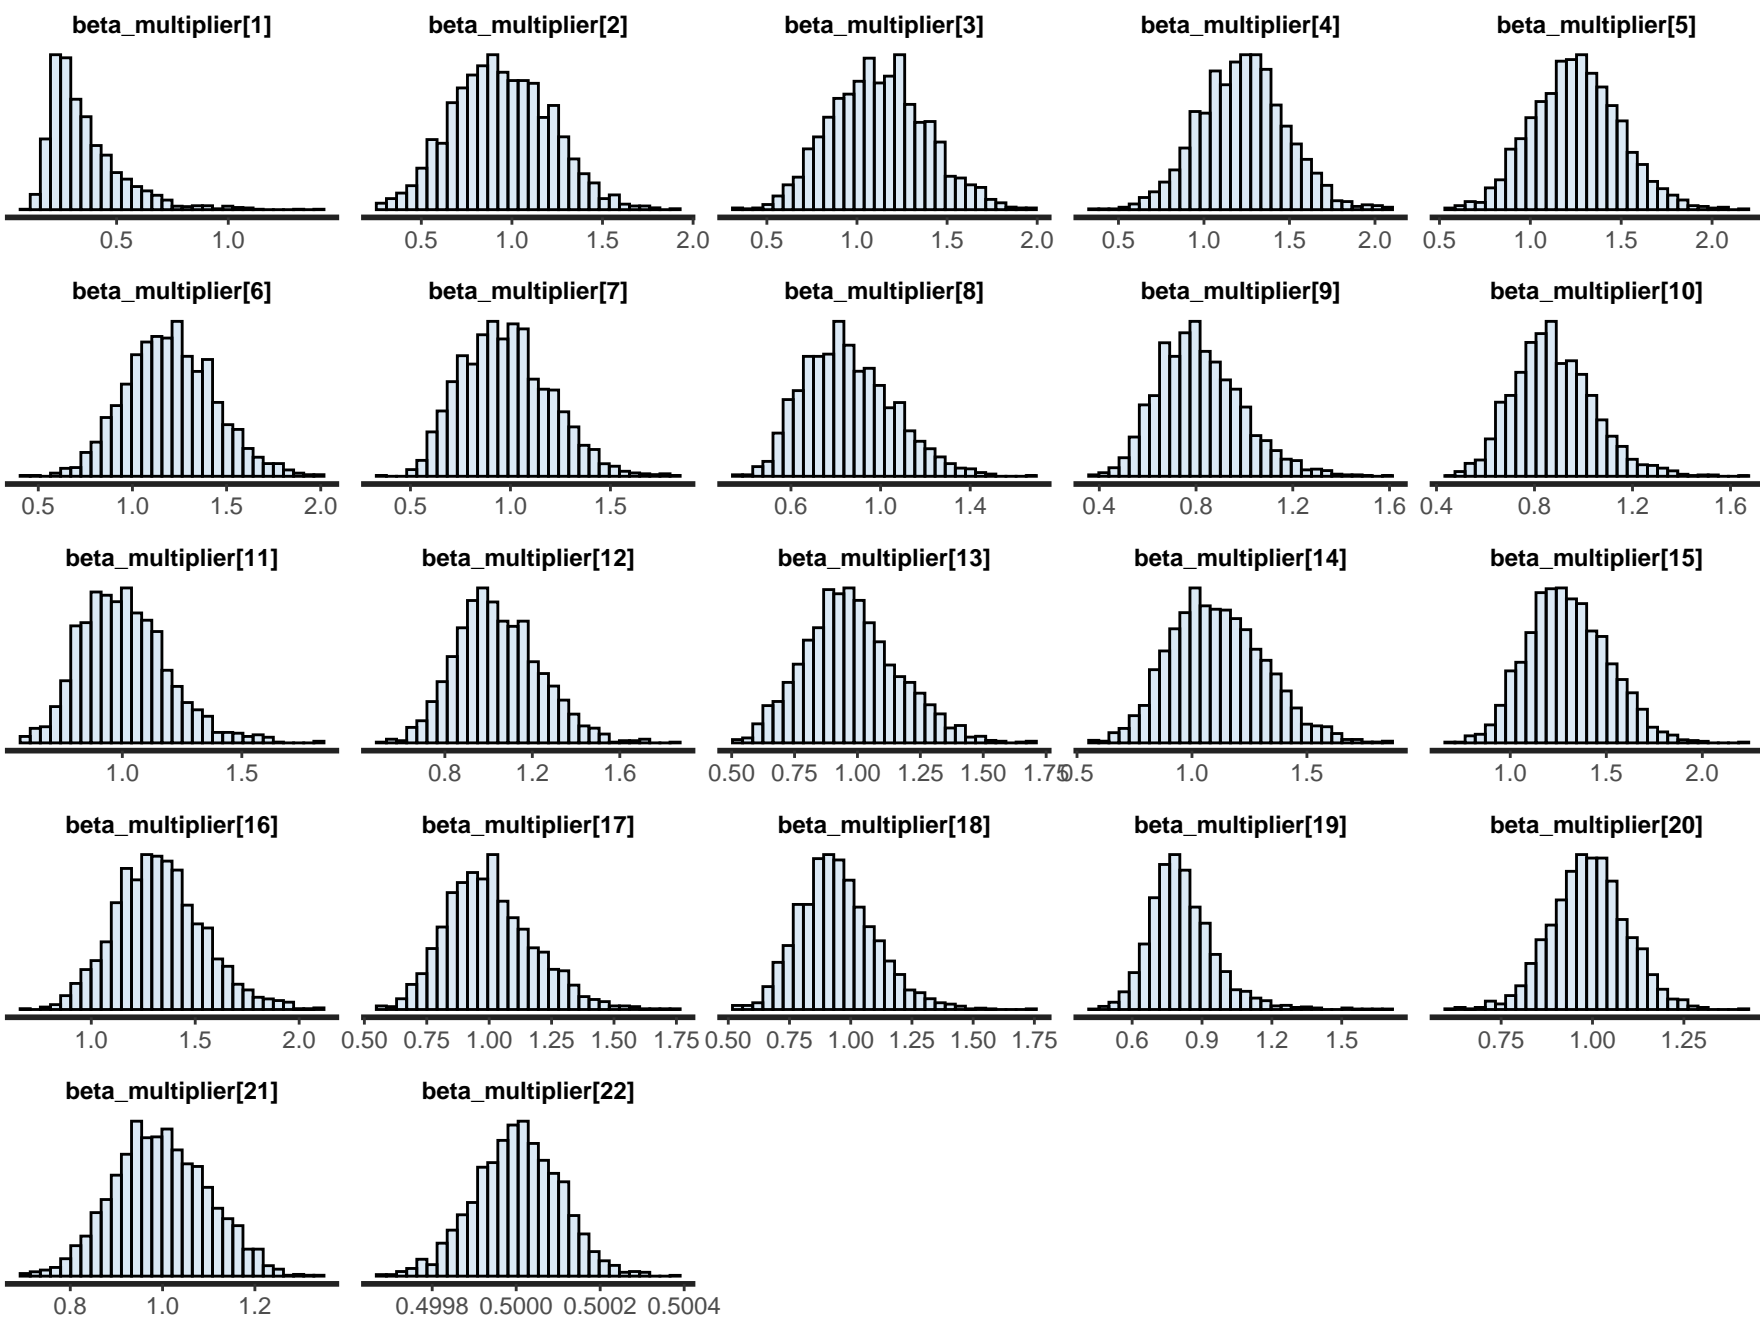 beta_multiplier[1] beta_multiplier[2] beta_multiplier[3] beta_multiplier[4] beta_multiplier[5]
0.5 1.0 0.5 1.0 1.5 2.0 0.5 1.0 1.5 2.0 0.5 1.0 1.5 2.0 0.5 1.0 1.5 2.0
beta_multiplier[6] beta_multiplier[7] beta_multiplier[8] beta_multiplier[9] beta_multiplier[10]
0.5 1.0 1.5 2.0 0.5 1.0 1.5 0.6 1.0 1.4 0.4 0.8 1.2 1.6 0.4 0.8 1.2 1.6
beta_multiplier[11] beta_multiplier[12] beta_multiplier[13] beta_multiplier[14] beta_multiplier[15]
1.0 1.5 0.8 1.2 1.6 0.50 0.75 1.00 1.25 1.50 1.75 0.5 1.0 1.5 1.0 1.5 2.0
beta_multiplier[16] beta_multiplier[17] beta_multiplier[18] beta_multiplier[19] beta_multiplier[20]
1.0 1.5 2.0 0.50 0.75 1.00 1.25 1.75 0.50 0.75 1.00 1.25 1.50 1.75 0.6 0.9 1.2 1.5 0.75 1.00 1.25
beta_multiplier[21] beta_multiplier[22]
0.8 1.0 1.2 0.4998 0.5000 0.5002 0.5004